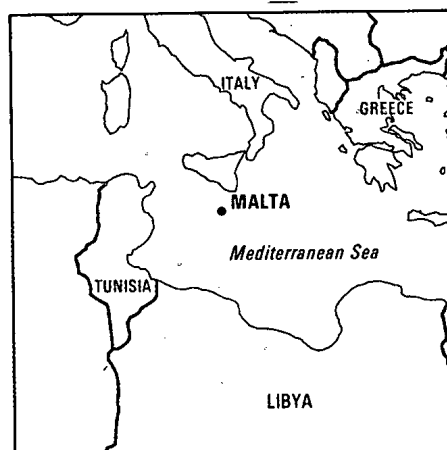 ITALY
GREECE
MALTA
Mediterranean Sea
TUNISIA
LIBYA